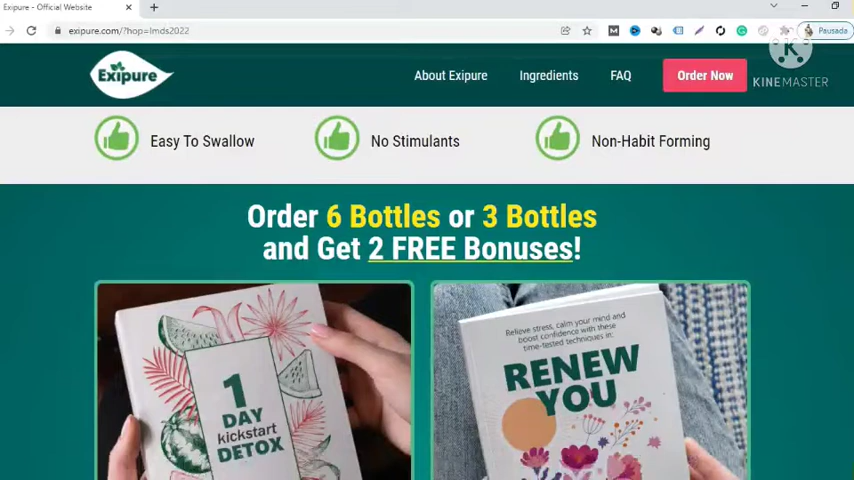 Exipure - Official Website
exipure.com/?hop=lmds2022
Pausada
Exipure
About Exipure
Ingredients
FAQ
Order Now
KINEMASTER
Easy To Swallow
No Stimulants
Non-Habit Forming
Order 6 Bottles or 3 Bottles
and Get 2 FREE Bonuses!
1
DAY
kickstart
DETOX
Relieve stress, calm your mind and
boost confidence with these
time-tested techniques in:
RENEW
YOU